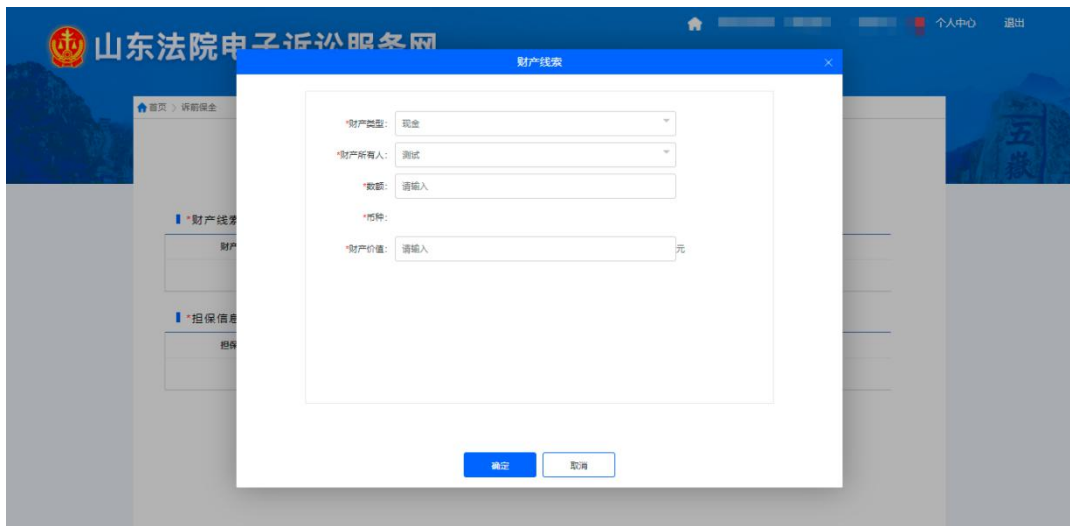 个人中心 退出
山东法院电子诉讼服务网
财产线索
首页 > 诉前保全
*财产类型: 现金
*财产所有人: 测试
*数额: 请输入
*币种:
*财产价值: 请输入 元
*财产线索
财产
*担保信息
担保
确定 取消
五嶽